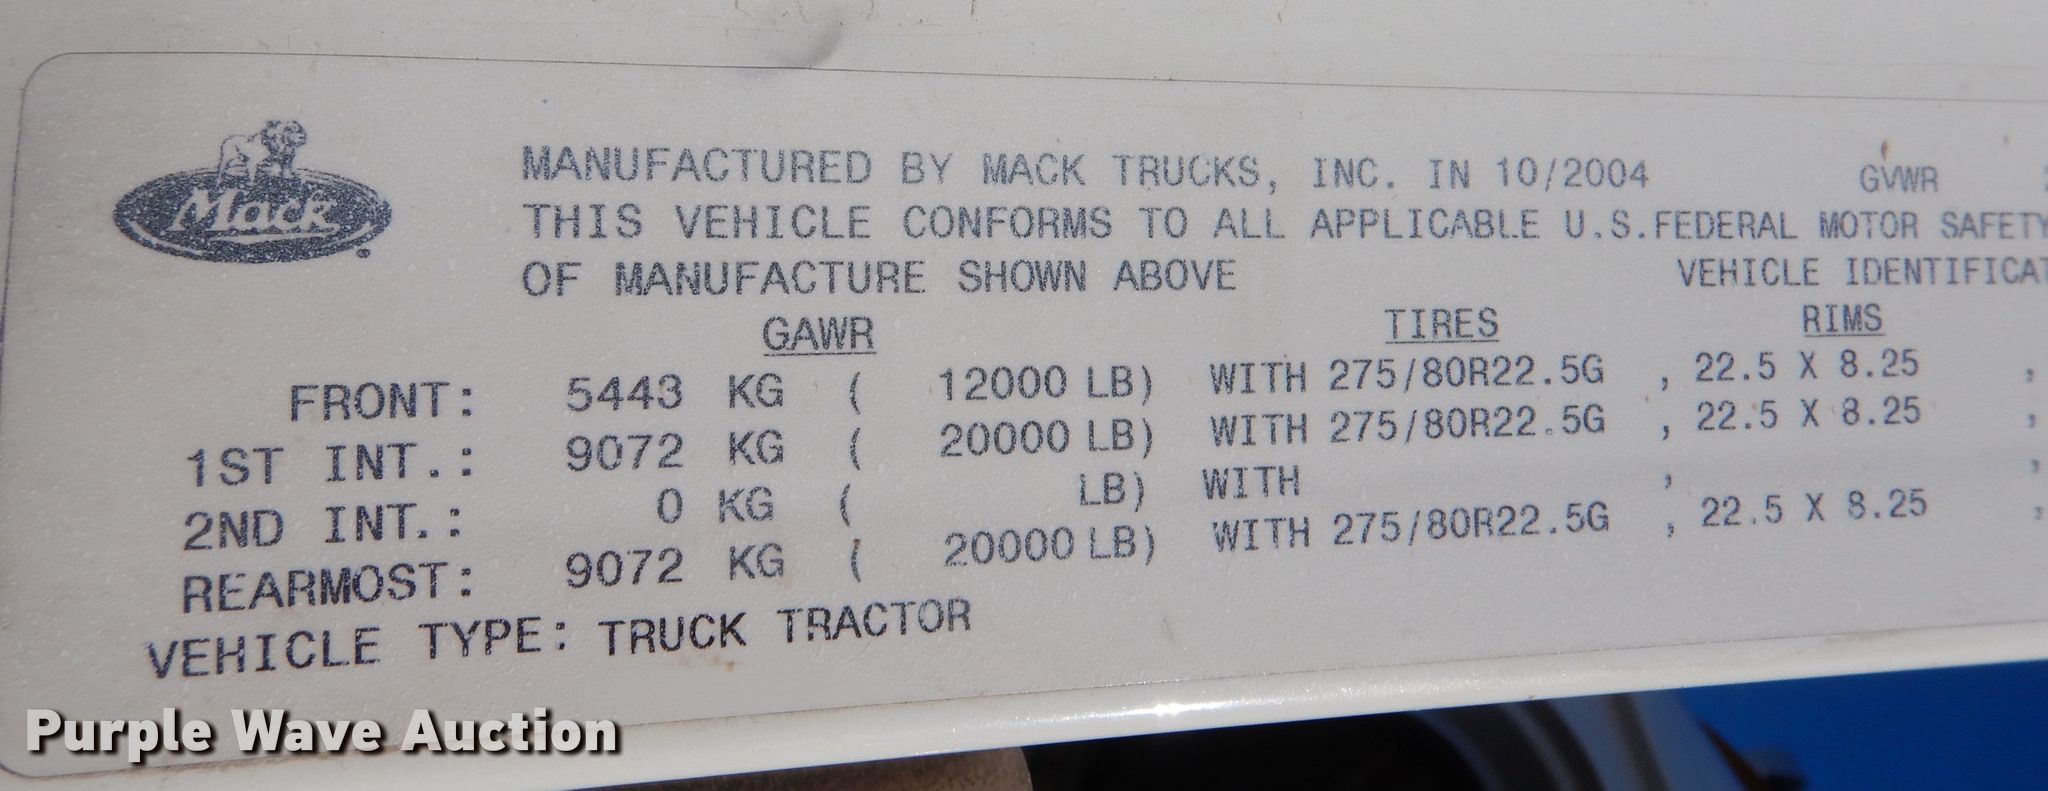 Mack
MANUFACTURED BY MACK TRUCKS, INC. IN 10/2004 GVWR
THIS VEHICLE CONFORMS TO ALL APPLICABLE U.S.FEDERAL MOTOR SAFETY
OF MANUFACTURE SHOWN ABOVE VEHICLE IDENTIFICAT
GAWR TIRES RIMS
FRONT: 5443 KG ( 12000 LB) WITH 275/80R22.5G , 22.5 X 8.25 ,
1ST INT.: 9072 KG ( 20000 LB) WITH 275/80R22.5G , 22.5 X 8.25 ,
2ND INT.: 0 KG ( LB) WITH , ,
REARMOST: 9072 KG ( 20000 LB) WITH 275/80R22.5G , 22.5 X 8.25 ,
VEHICLE TYPE: TRUCK TRACTOR
Purple Wave Auction